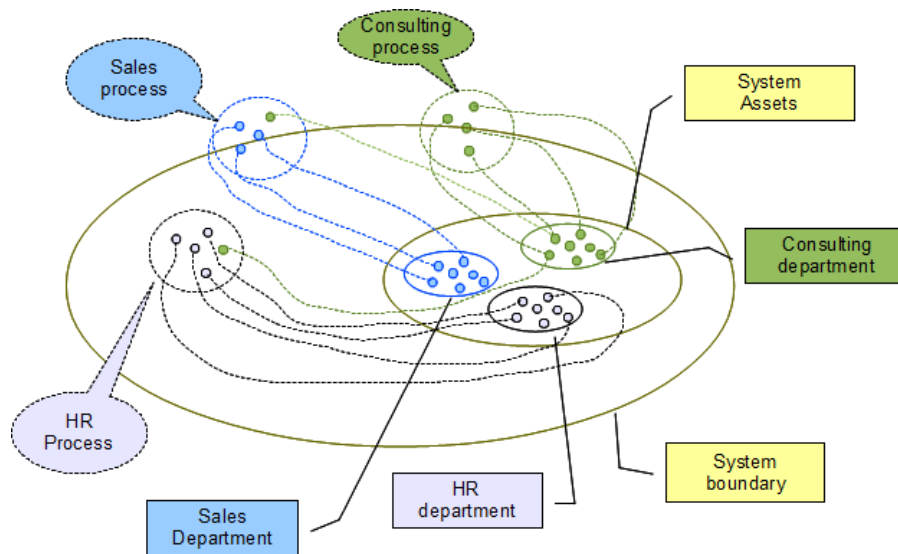 Consulting
process
Sales
process
System
Assets
Consulting
department
HR
Process
System
boundary
HR
department
Sales
Department